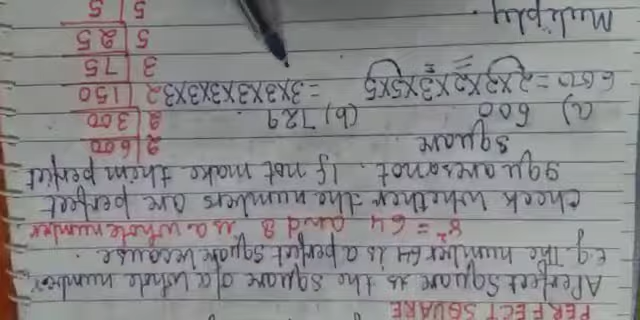 PERFECT SQUARE
A Perfect Square is the square of a whole number
e.g. The number 64 is a perfect Square because
8² = 64 and 8 is a whole number
Check whether the numbers are perfect
squares or not. If not make them perfect
square
a) 600 (b) 729
600 = 2×2×2×3×5×5 = 3×3×3×3×3×3
Multiply
2 | 600
2 | 300
2 | 150
3 | 75
5 | 25
5 | 5